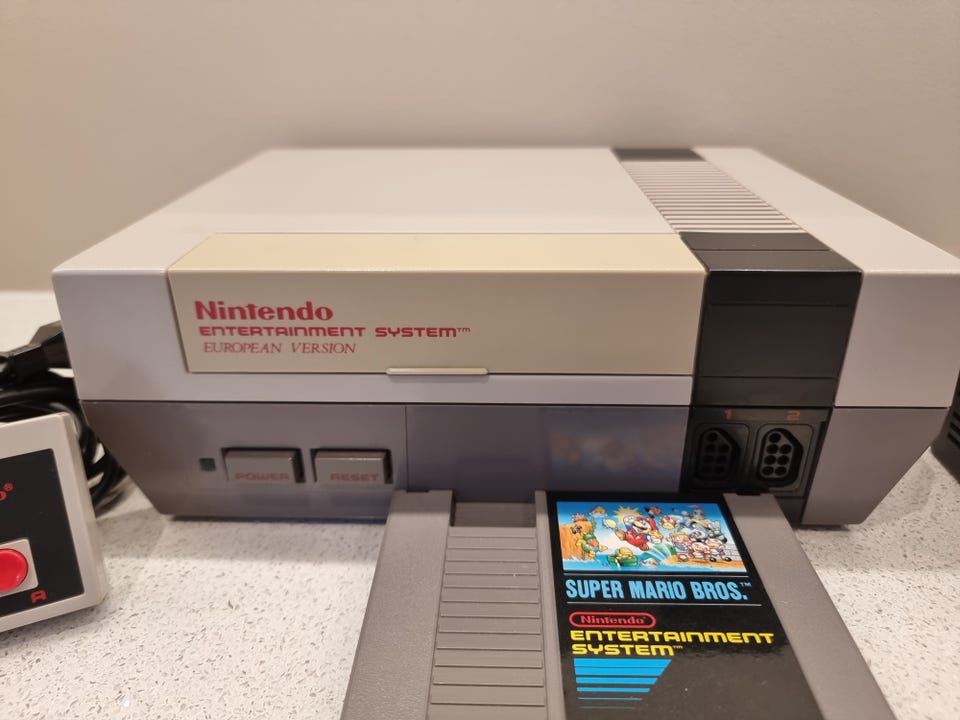 Nintendo
ENTERTAINMENT SYSTEM™
EUROPEAN VERSION
POWER
RESET
1
2
A
SUPER MARIO BROS.™
Nintendo®
ENTERTAINMENT
SYSTEM™